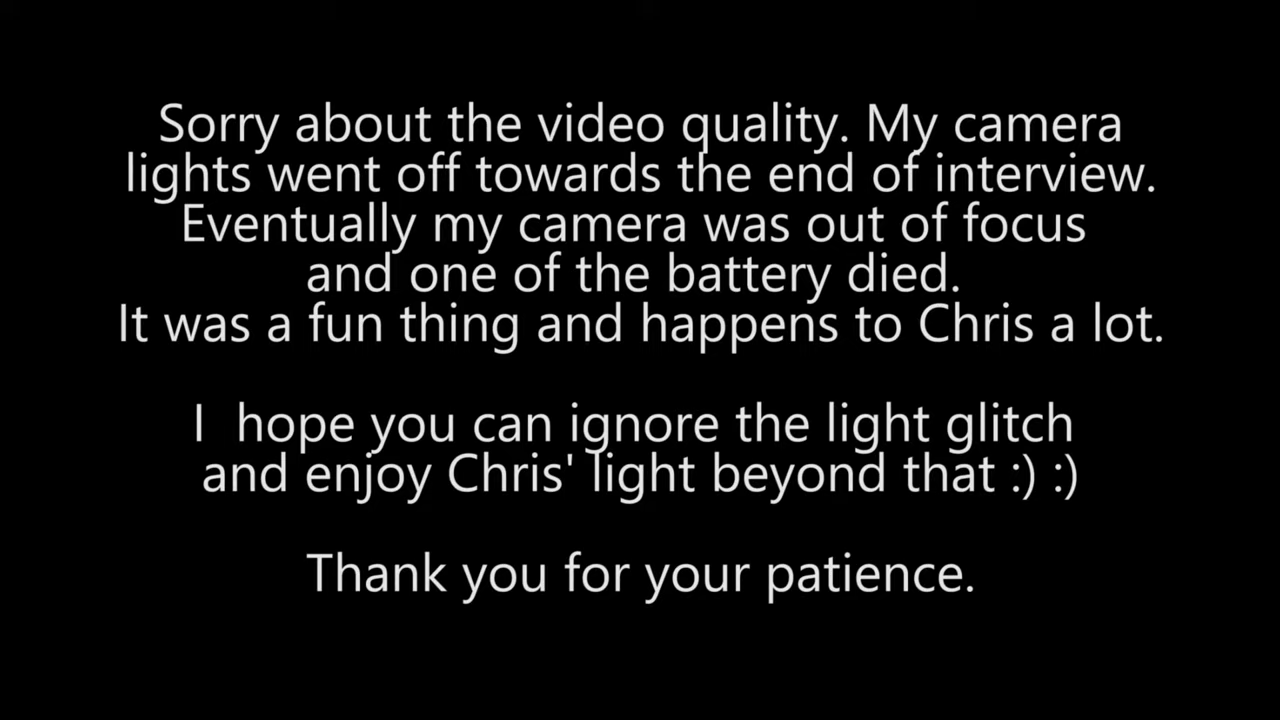 Sorry about the video quality. My camera
lights went off towards the end of interview.
Eventually my camera was out of focus
and one of the battery died.
It was a fun thing and happens to Chris a lot.
I  hope you can ignore the light glitch
and enjoy Chris' light beyond that :) :)
Thank you for your patience.